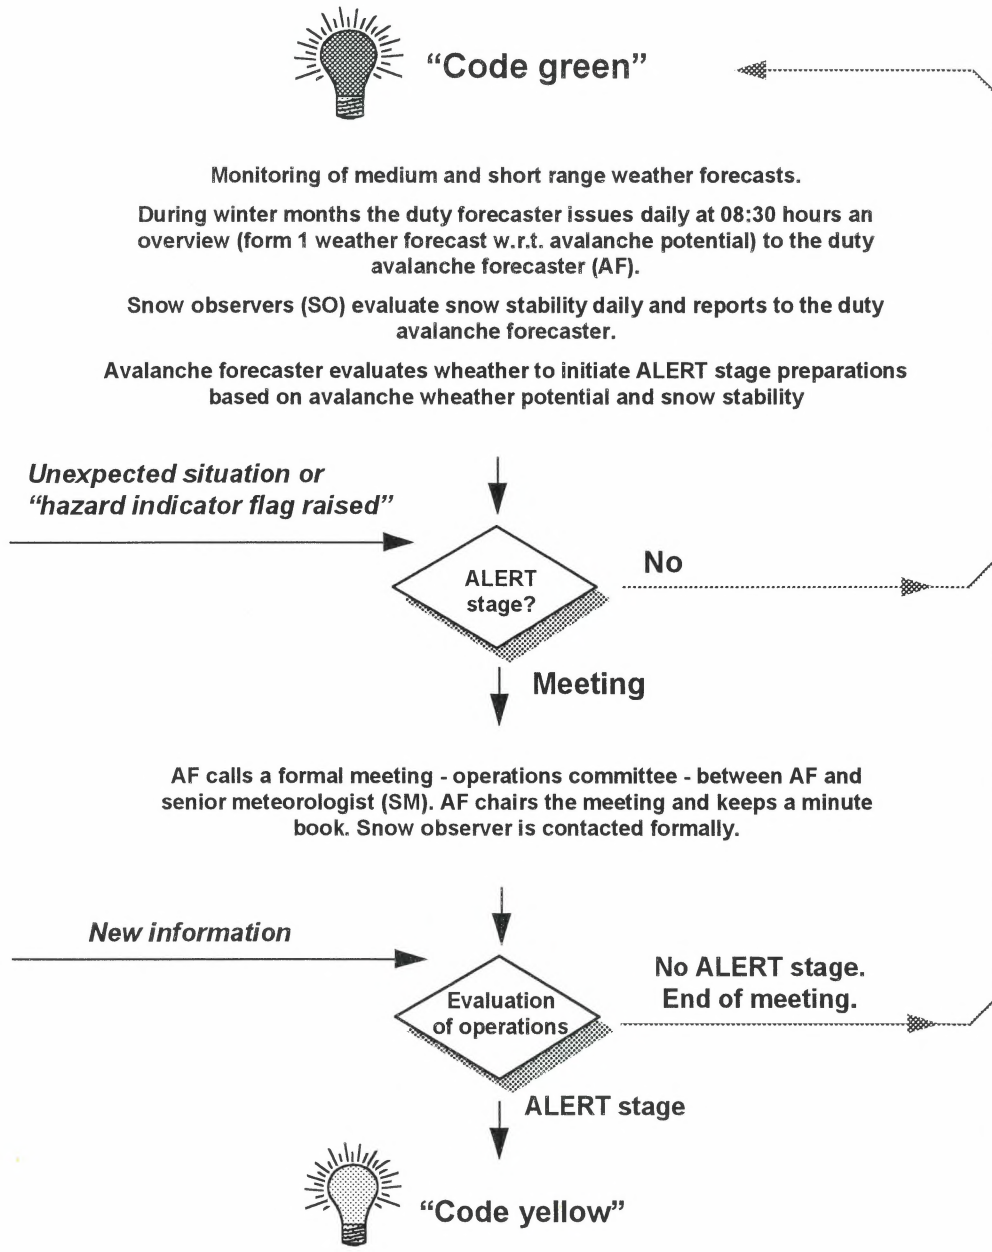 “Code green”
Monitoring of medium and short range weather forecasts.
During winter months the duty forecaster issues daily at 08:30 hours an
overview (form 1 weather forecast w.r.t. avalanche potential) to the duty
avalanche forecaster (AF).
Snow observers (SO) evaluate snow stability daily and reports to the duty
avalanche forecaster.
Avalanche forecaster evaluates wheather to initiate ALERT stage preparations
based on avalanche wheather potential and snow stability
Unexpected situation or
“hazard indicator flag raised”
ALERT
stage?
No
Meeting
AF calls a formal meeting - operations committee - between AF and
senior meteorologist (SM). AF chairs the meeting and keeps a minute
book. Snow observer is contacted formally.
New information
Evaluation
of operations
No ALERT stage.
End of meeting.
ALERT stage
“Code yellow”